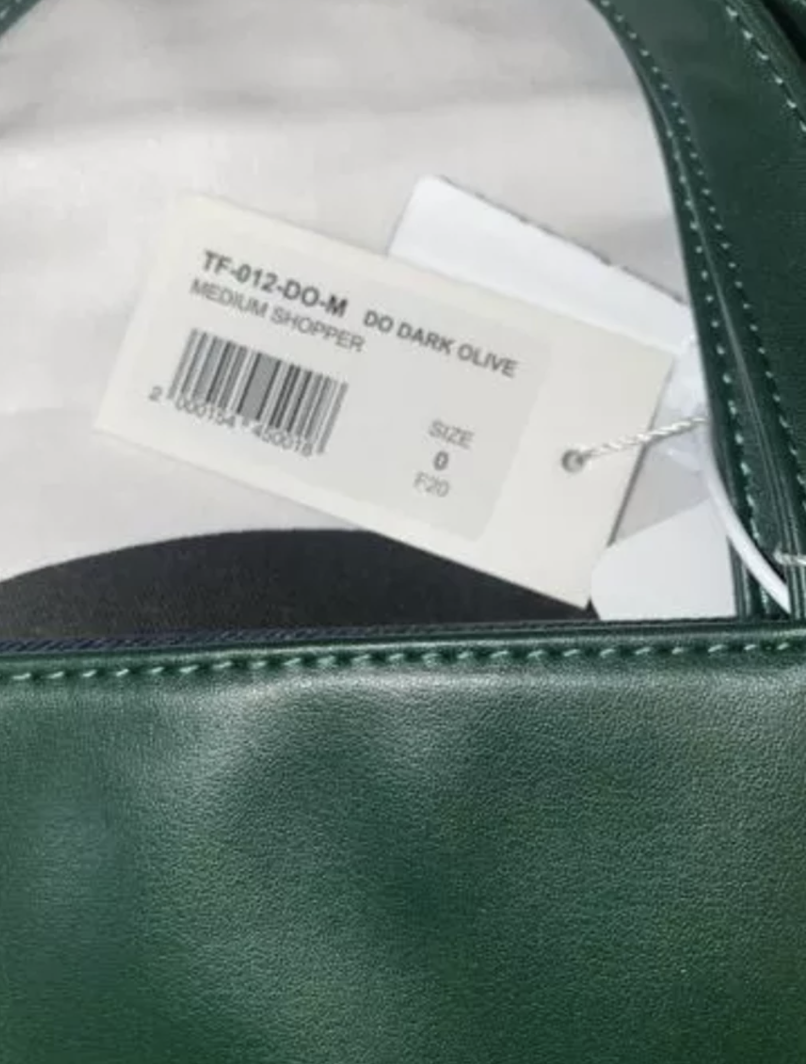 TF-012-DO-M DO DARK OLIVE
MEDIUM SHOPPER
2 000154 450018
SIZE
0
F20